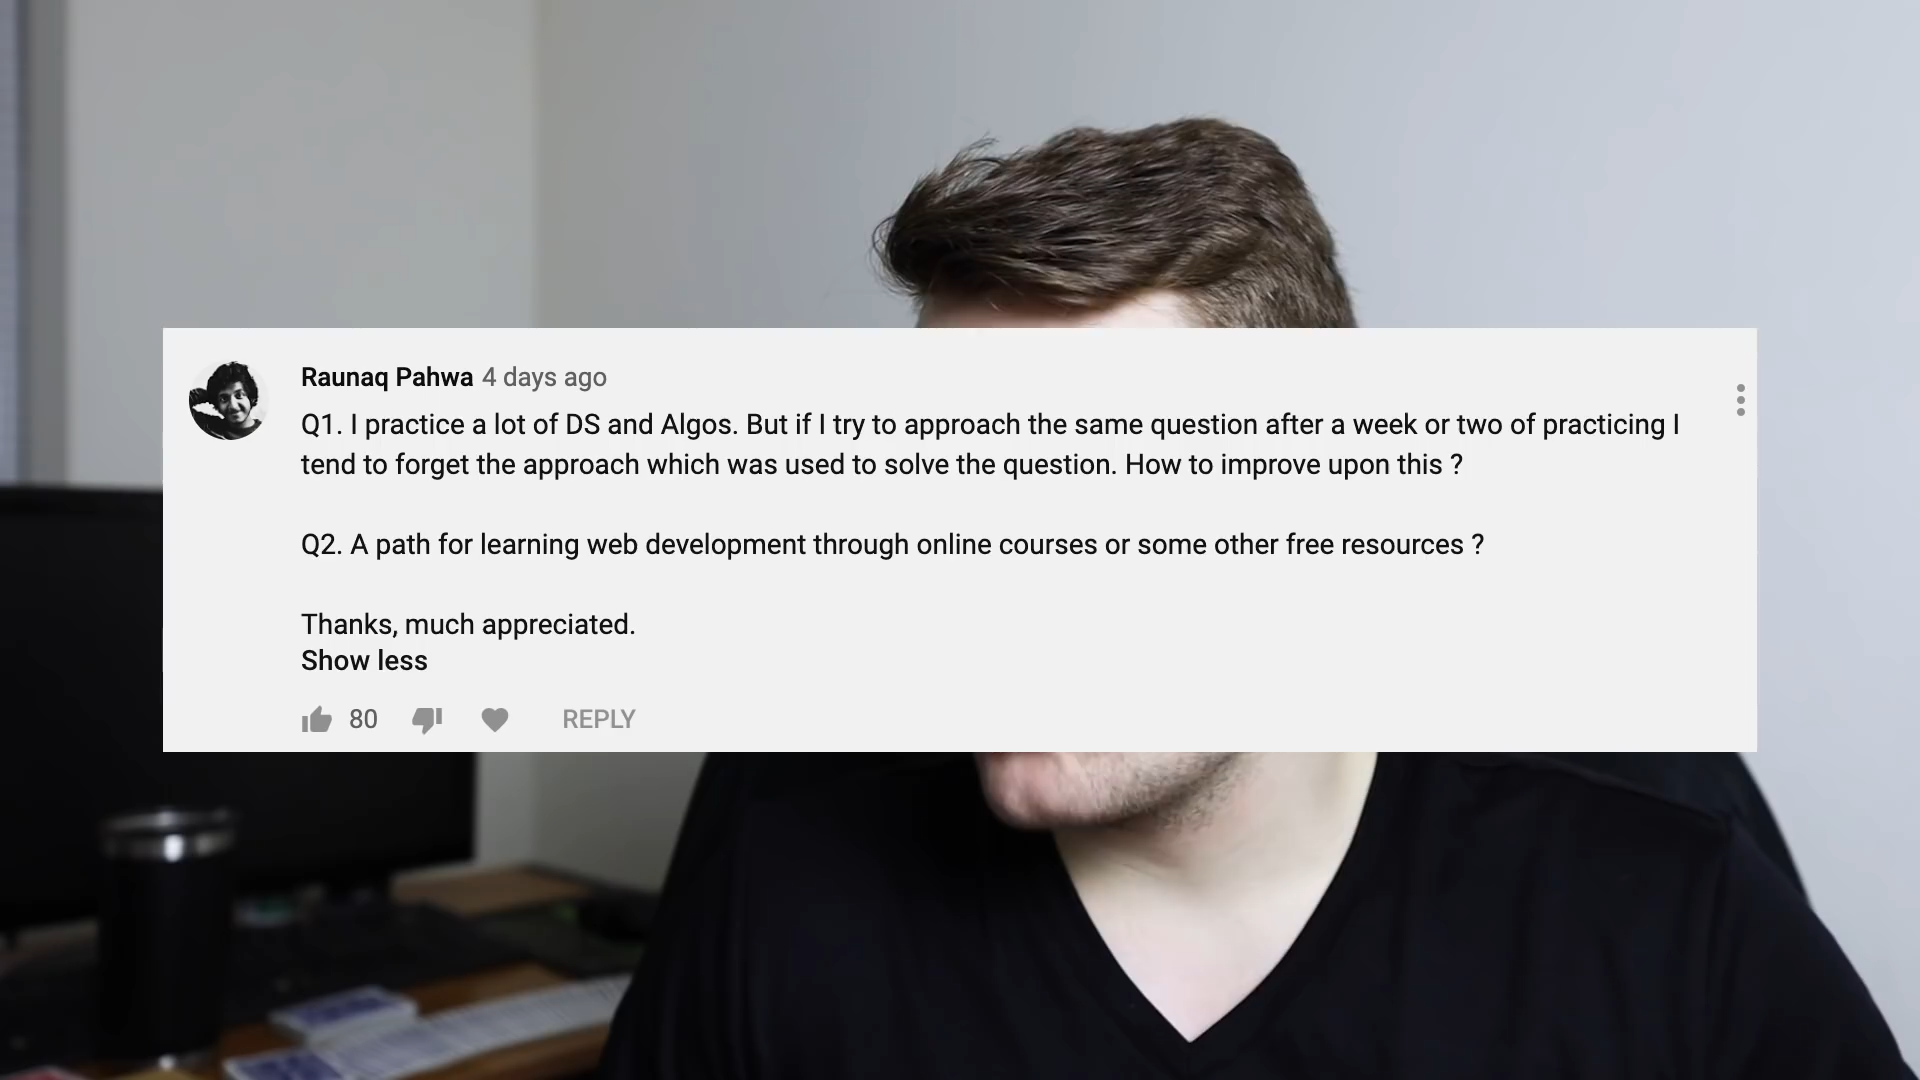 Raunaq Pahwa 4 days ago
Q1. I practice a lot of DS and Algos. But if I try to approach the same question after a week or two of practicing I
tend to forget the approach which was used to solve the question. How to improve upon this ?
Q2. A path for learning web development through online courses or some other free resources ?
Thanks, much appreciated.
Show less
80 REPLY